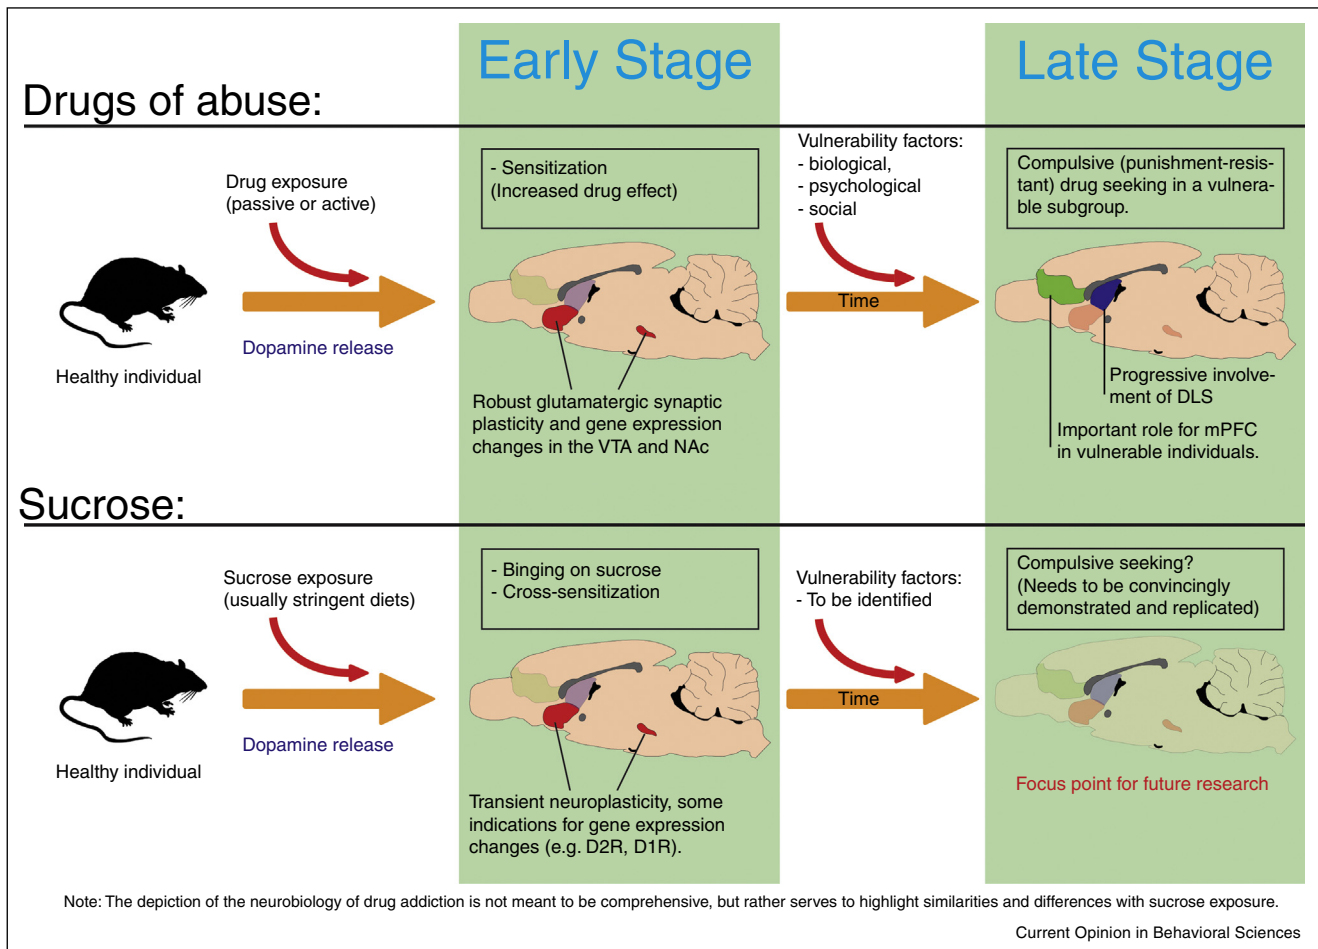 Early Stage
Late Stage
Drugs of abuse:
Drug exposure
(passive or active)
Dopamine release
Healthy individual
- Sensitization
(Increased drug effect)
Robust glutamatergic synaptic
plasticity and gene expression
changes in the VTA and NAc
Vulnerability factors:
- biological,
- psychological
- social
Time
Compulsive (punishment-resis-
tant) drug seeking in a vulnera-
ble subgroup.
Progressive involve-
ment of DLS
Important role for mPFC
in vulnerable individuals.
Sucrose:
Sucrose exposure
(usually stringent diets)
Dopamine release
Healthy individual
- Binging on sucrose
- Cross-sensitization
Transient neuroplasticity, some
indications for gene expression
changes (e.g. D2R, D1R).
Vulnerability factors:
- To be identified
Time
Compulsive seeking?
(Needs to be convincingly
demonstrated and replicated)
Focus point for future research
Note: The depiction of the neurobiology of drug addiction is not meant to be comprehensive, but rather serves to highlight similarities and differences with sucrose exposure.
Current Opinion in Behavioral Sciences